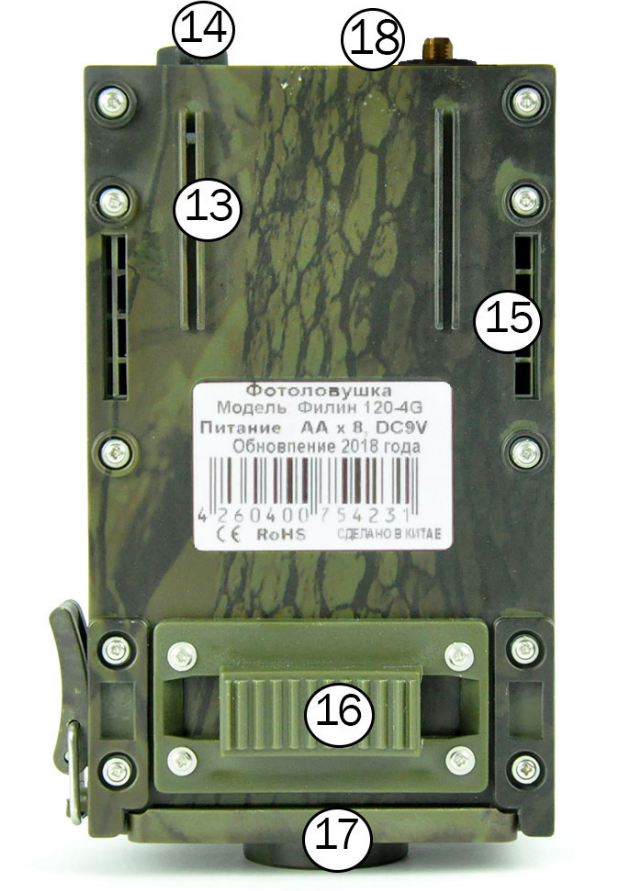 14
18
13
15
Фотоловушка
Модель Филин 120-4G
Питание АА х 8, DC9V
Обновление 2018 года
4 260400 754231
CE RoHS СДЕЛАНО В КИТАЕ
16
17